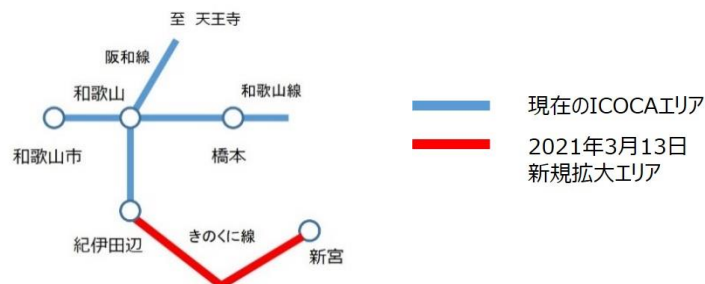 至 天王寺
阪和線
和歌山
和歌山線
和歌山市
橋本
紀伊田辺
きのくに線
新宮
現在のICOCAエリア
2021年3月13日
新規拡大エリア